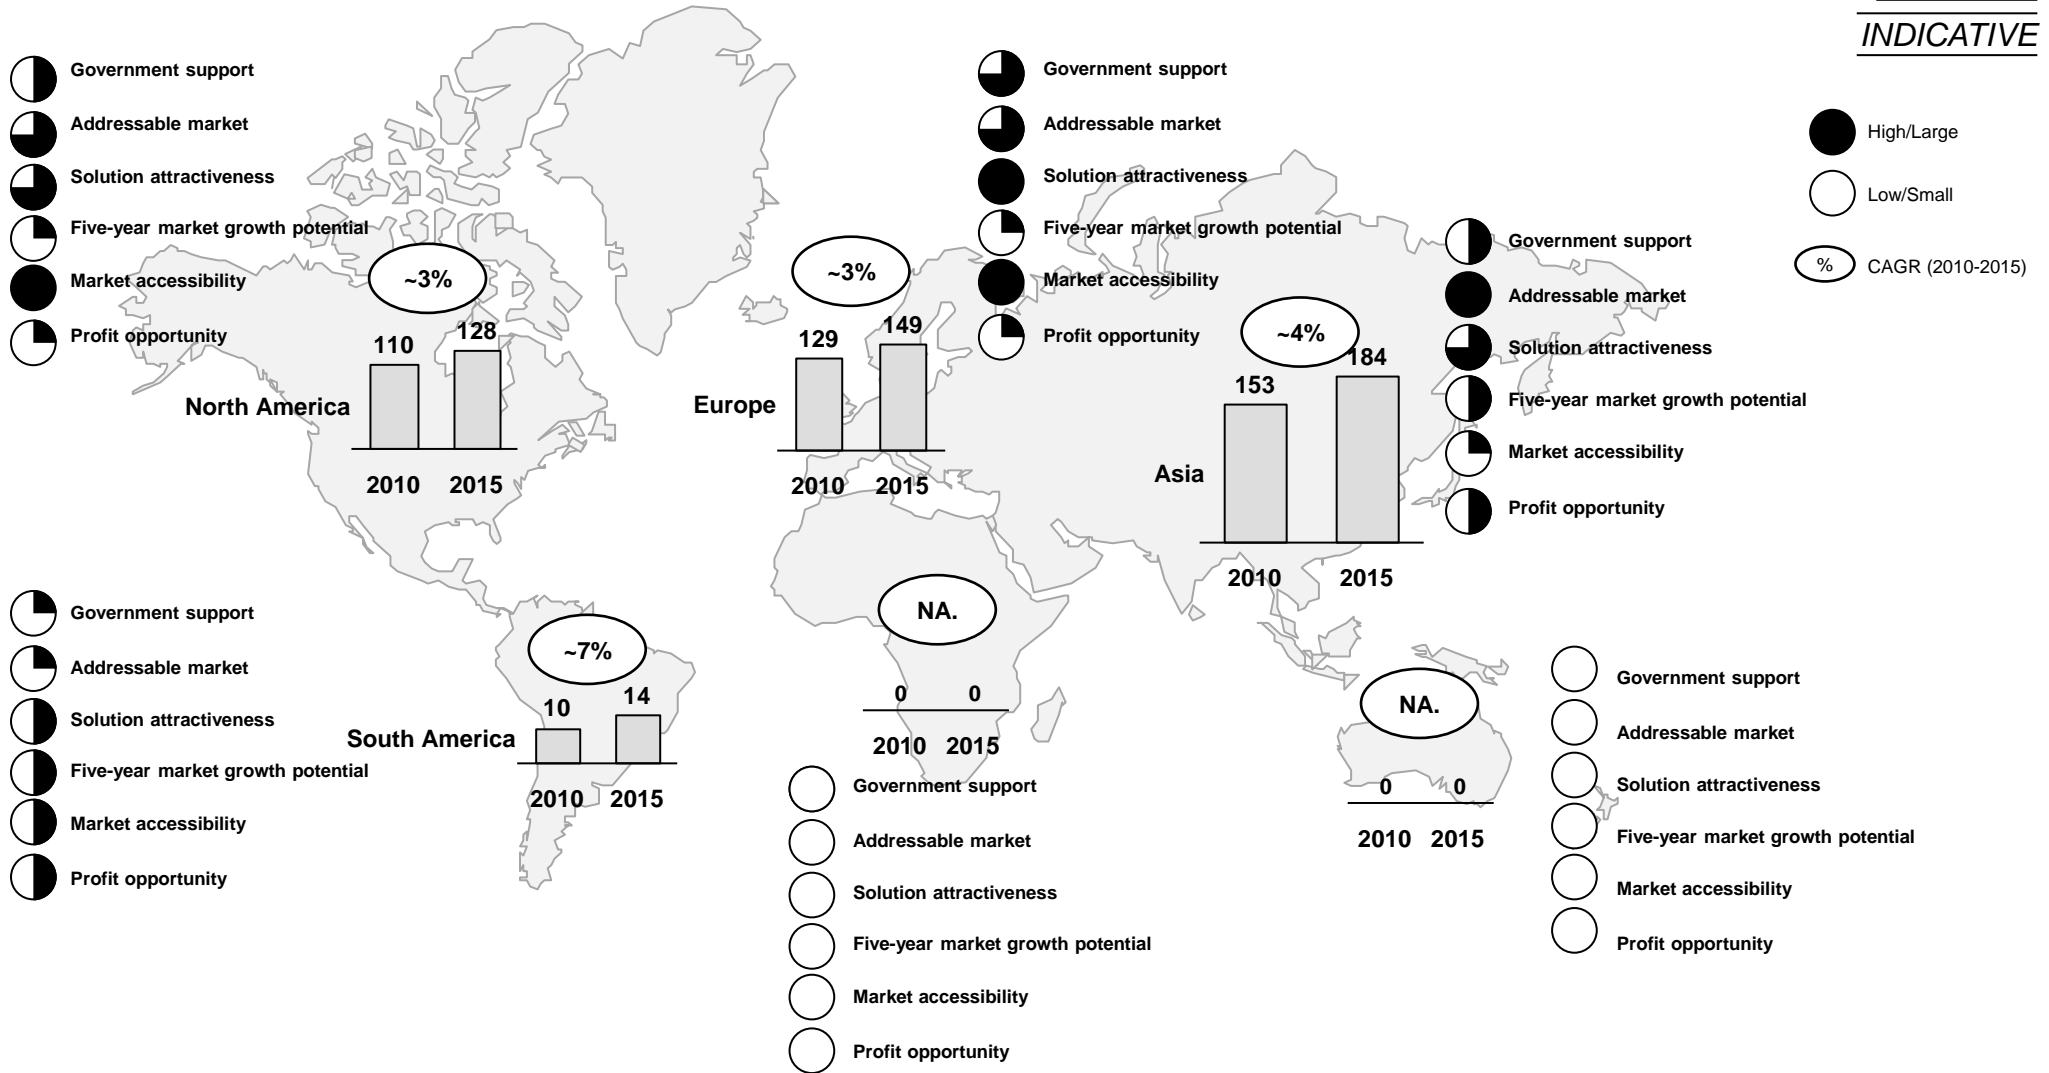 INDICATIVE
High/Large
Low/Small
%
CAGR (2010-2015)
Government support
Addressable market
Solution attractiveness
Five-year market growth potential
Market accessibility
Profit opportunity
~3%
110
128
North America
2010
2015
Government support
Addressable market
Solution attractiveness
Five-year market growth potential
Market accessibility
Profit opportunity
~3%
129
149
Europe
2010
2015
Government support
Addressable market
Solution attractiveness
Five-year market growth potential
Market accessibility
Profit opportunity
~4%
153
184
Asia
2010
2015
Government support
Addressable market
Solution attractiveness
Five-year market growth potential
Market accessibility
Profit opportunity
~7%
10
14
South America
2010
2015
NA.
0
0
2010
2015
Government support
Addressable market
Solution attractiveness
Five-year market growth potential
Market accessibility
Profit opportunity
NA.
0
0
2010
2015
Government support
Addressable market
Solution attractiveness
Five-year market growth potential
Market accessibility
Profit opportunity